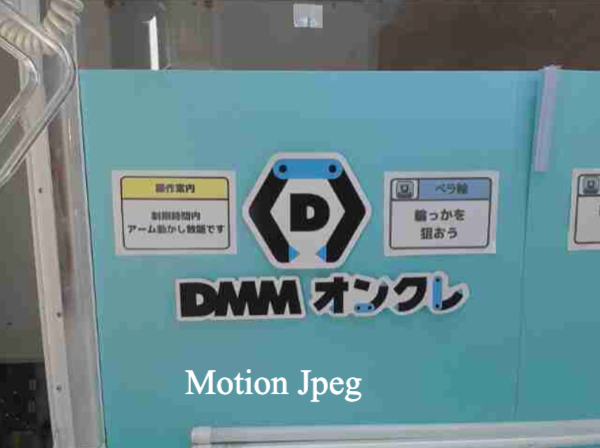 操作案内
制限時間内
アーム動かし放題です
D
ペラ輪
輪っかを
狙おう
DMM オンクレ
Motion Jpeg